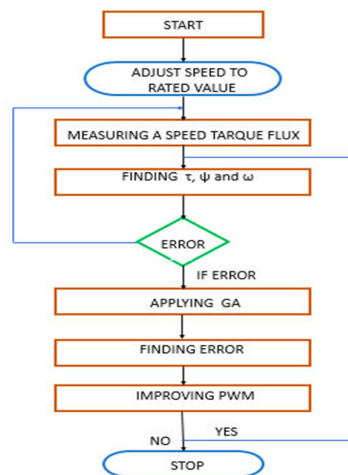 START
ADJUST SPEED TO
RATED VALUE
MEASURING A SPEED TARQUE FLUX
FINDING τ, ψ and ω
ERROR
IF ERROR
APPLYING GA
FINDING ERROR
IMPROVING PWM
YES
NO
STOP